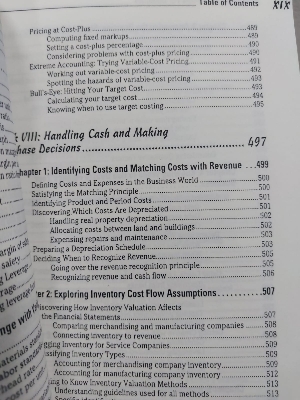 Table of Contents XIX
Pricing at Cost-Plus 489
Computing fixed markups 489
Setting a cost-plus percentage 490
Considering problems with cost-plus pricing 490
Extreme Accounting: Trying Variable-Cost Pricing 491
Working out variable-cost pricing 492
Spotting the hazards of variable-cost pricing 493
Bull's-Eye: Hitting Your Target Cost 493
Calculating your target cost 494
Knowing when to use target costing 495
VIII: Handling Cash and Making
hase Decisions 497
hapter 1: Identifying Costs and Matching Costs with Revenue 499
Defining Costs and Expenses in the Business World 500
Satisfying the Matching Principle 500
Identifying Product and Period Costs 501
Discovering Which Costs Are Depreciated 501
Handling real property depreciation 502
Allocating costs between land and buildings 502
Expensing repairs and maintenance 503
Preparing a Depreciation Schedule 503
Deciding When to Recognize Revenue 505
Going over the revenue recognition principle 505
Recognizing revenue and cash flow 506
2: Exploring Inventory Cost Flow Assumptions 507
iscovering How Inventory Valuation Affects
the Financial Statements 507
Comparing merchandising and manufacturing companies 508
Connecting inventory to revenue 508
gging Inventory for Service Companies 509
lassifying Inventory Types 509
Accounting for merchandising company inventory 509
Accounting for manufacturing company inventory 512
ing to Know Inventory Valuation Methods 513
Understanding guidelines used for all methods 513